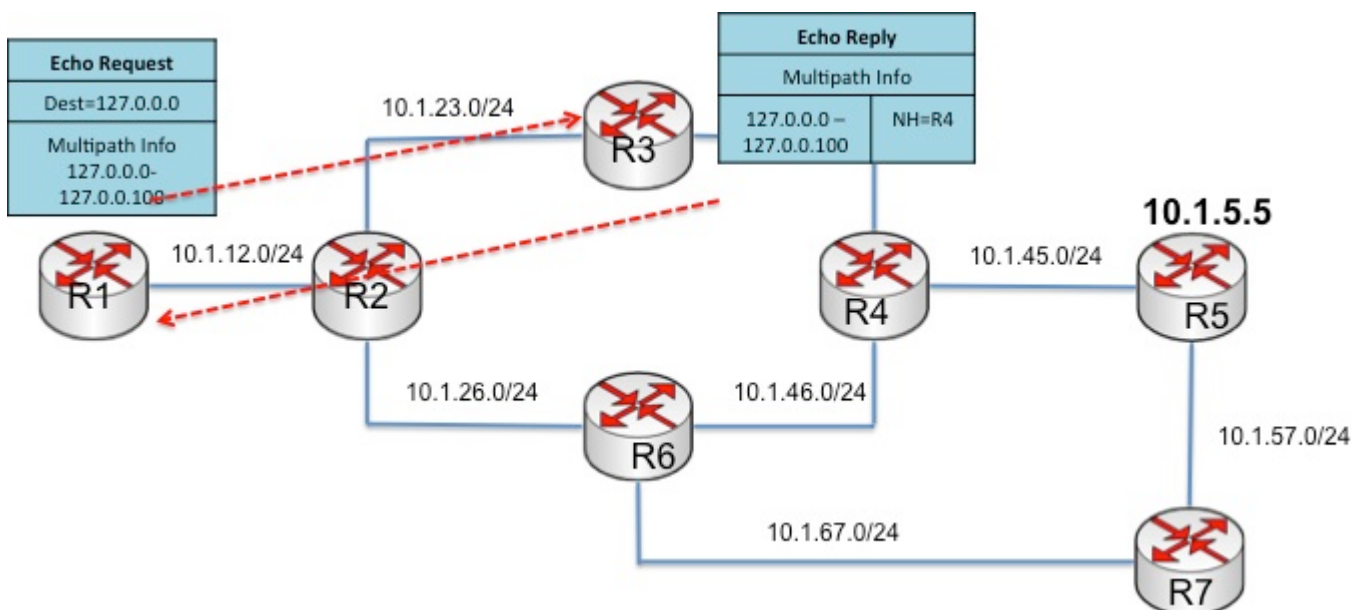 Echo Request
Dest=127.0.0.0
Multipath Info
127.0.0.0-
127.0.0.100
10.1.23.0/24
R3
Echo Reply
Multipath Info
127.0.0.0 –
127.0.0.100
NH=R4
10.1.5.5
R1
10.1.12.0/24
R2
R4
10.1.45.0/24
R5
10.1.26.0/24
R6
10.1.46.0/24
10.1.57.0/24
10.1.67.0/24
R7